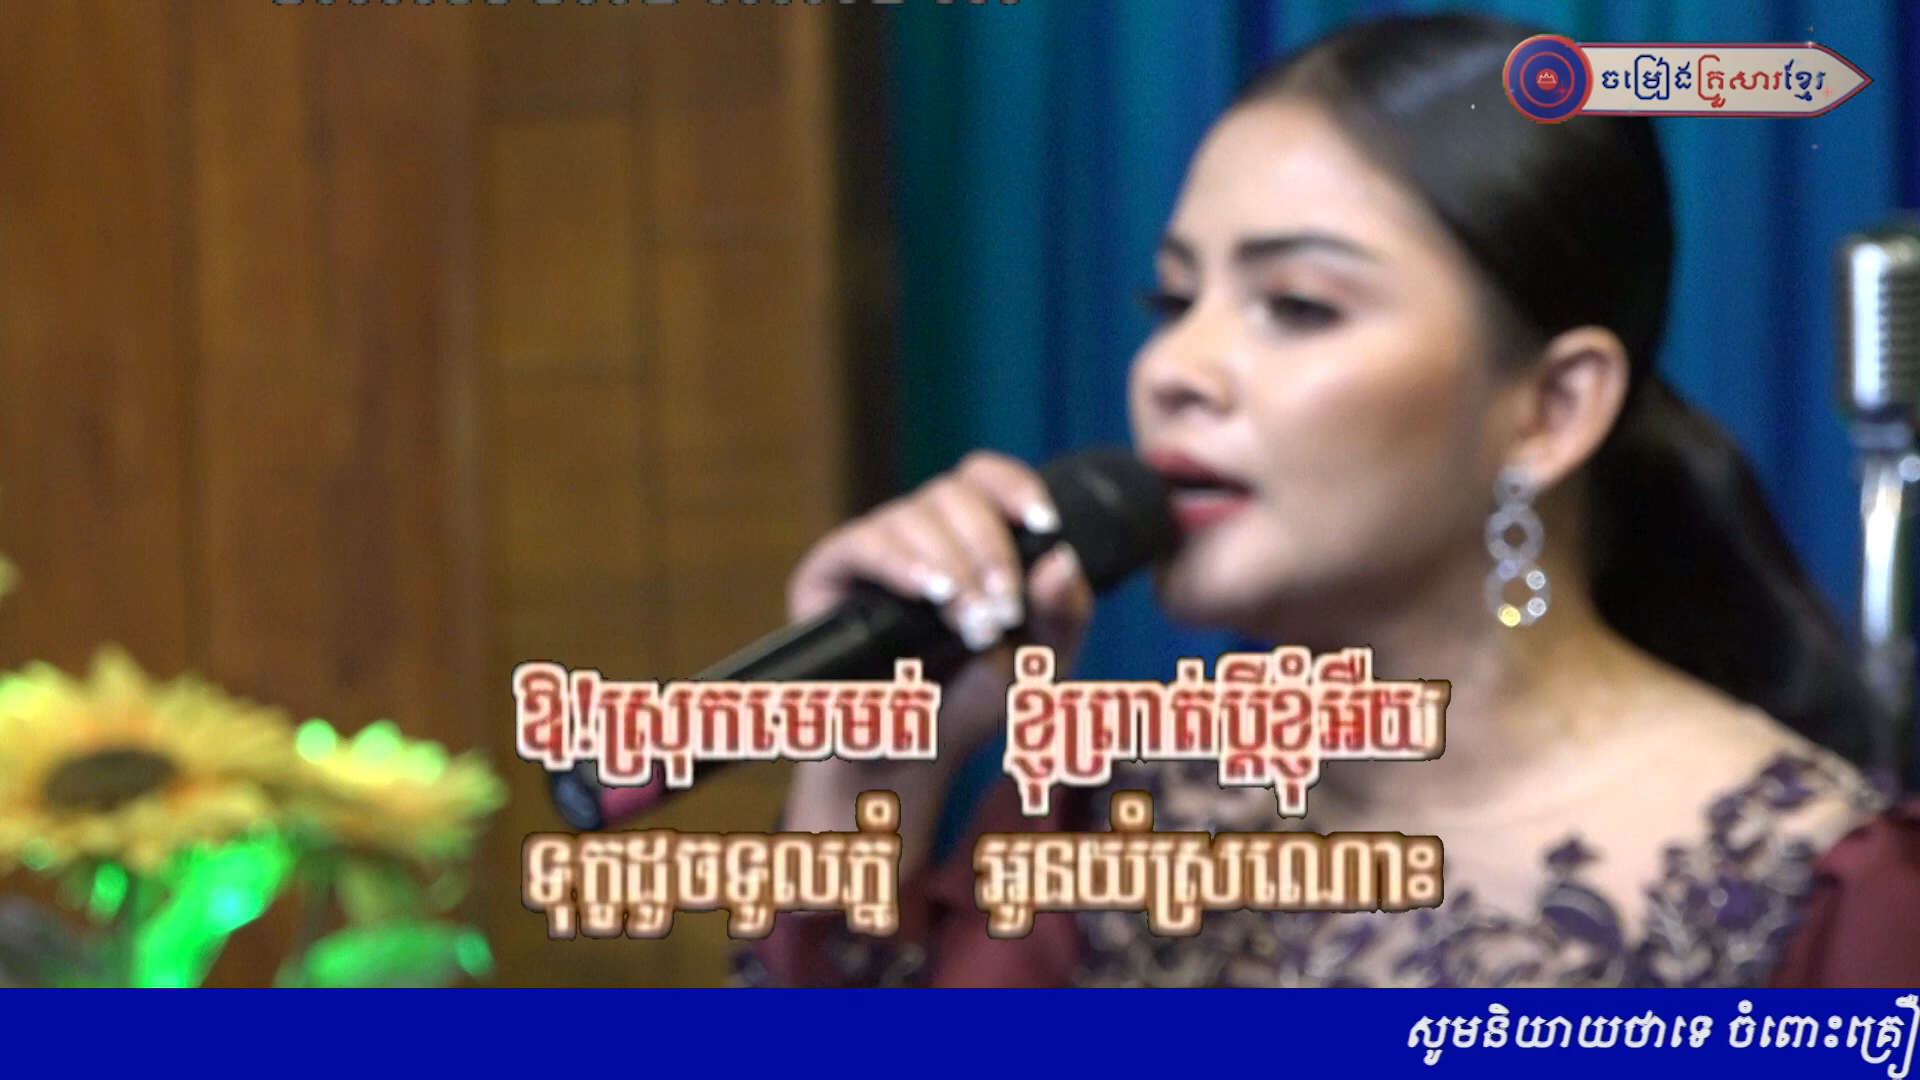 ចម្រៀងគ្រួសារខ្មែរ
ឱ!ស្រុកមេមត់ ខ្ញុំព្រាត់ប្ដីខ្ញុំអឺយ
ទុក្ខដូចទូលភ្នំ អូនយំស្រណោះ
សូមនិយាយថាទេ ចំពោះគ្រឿ